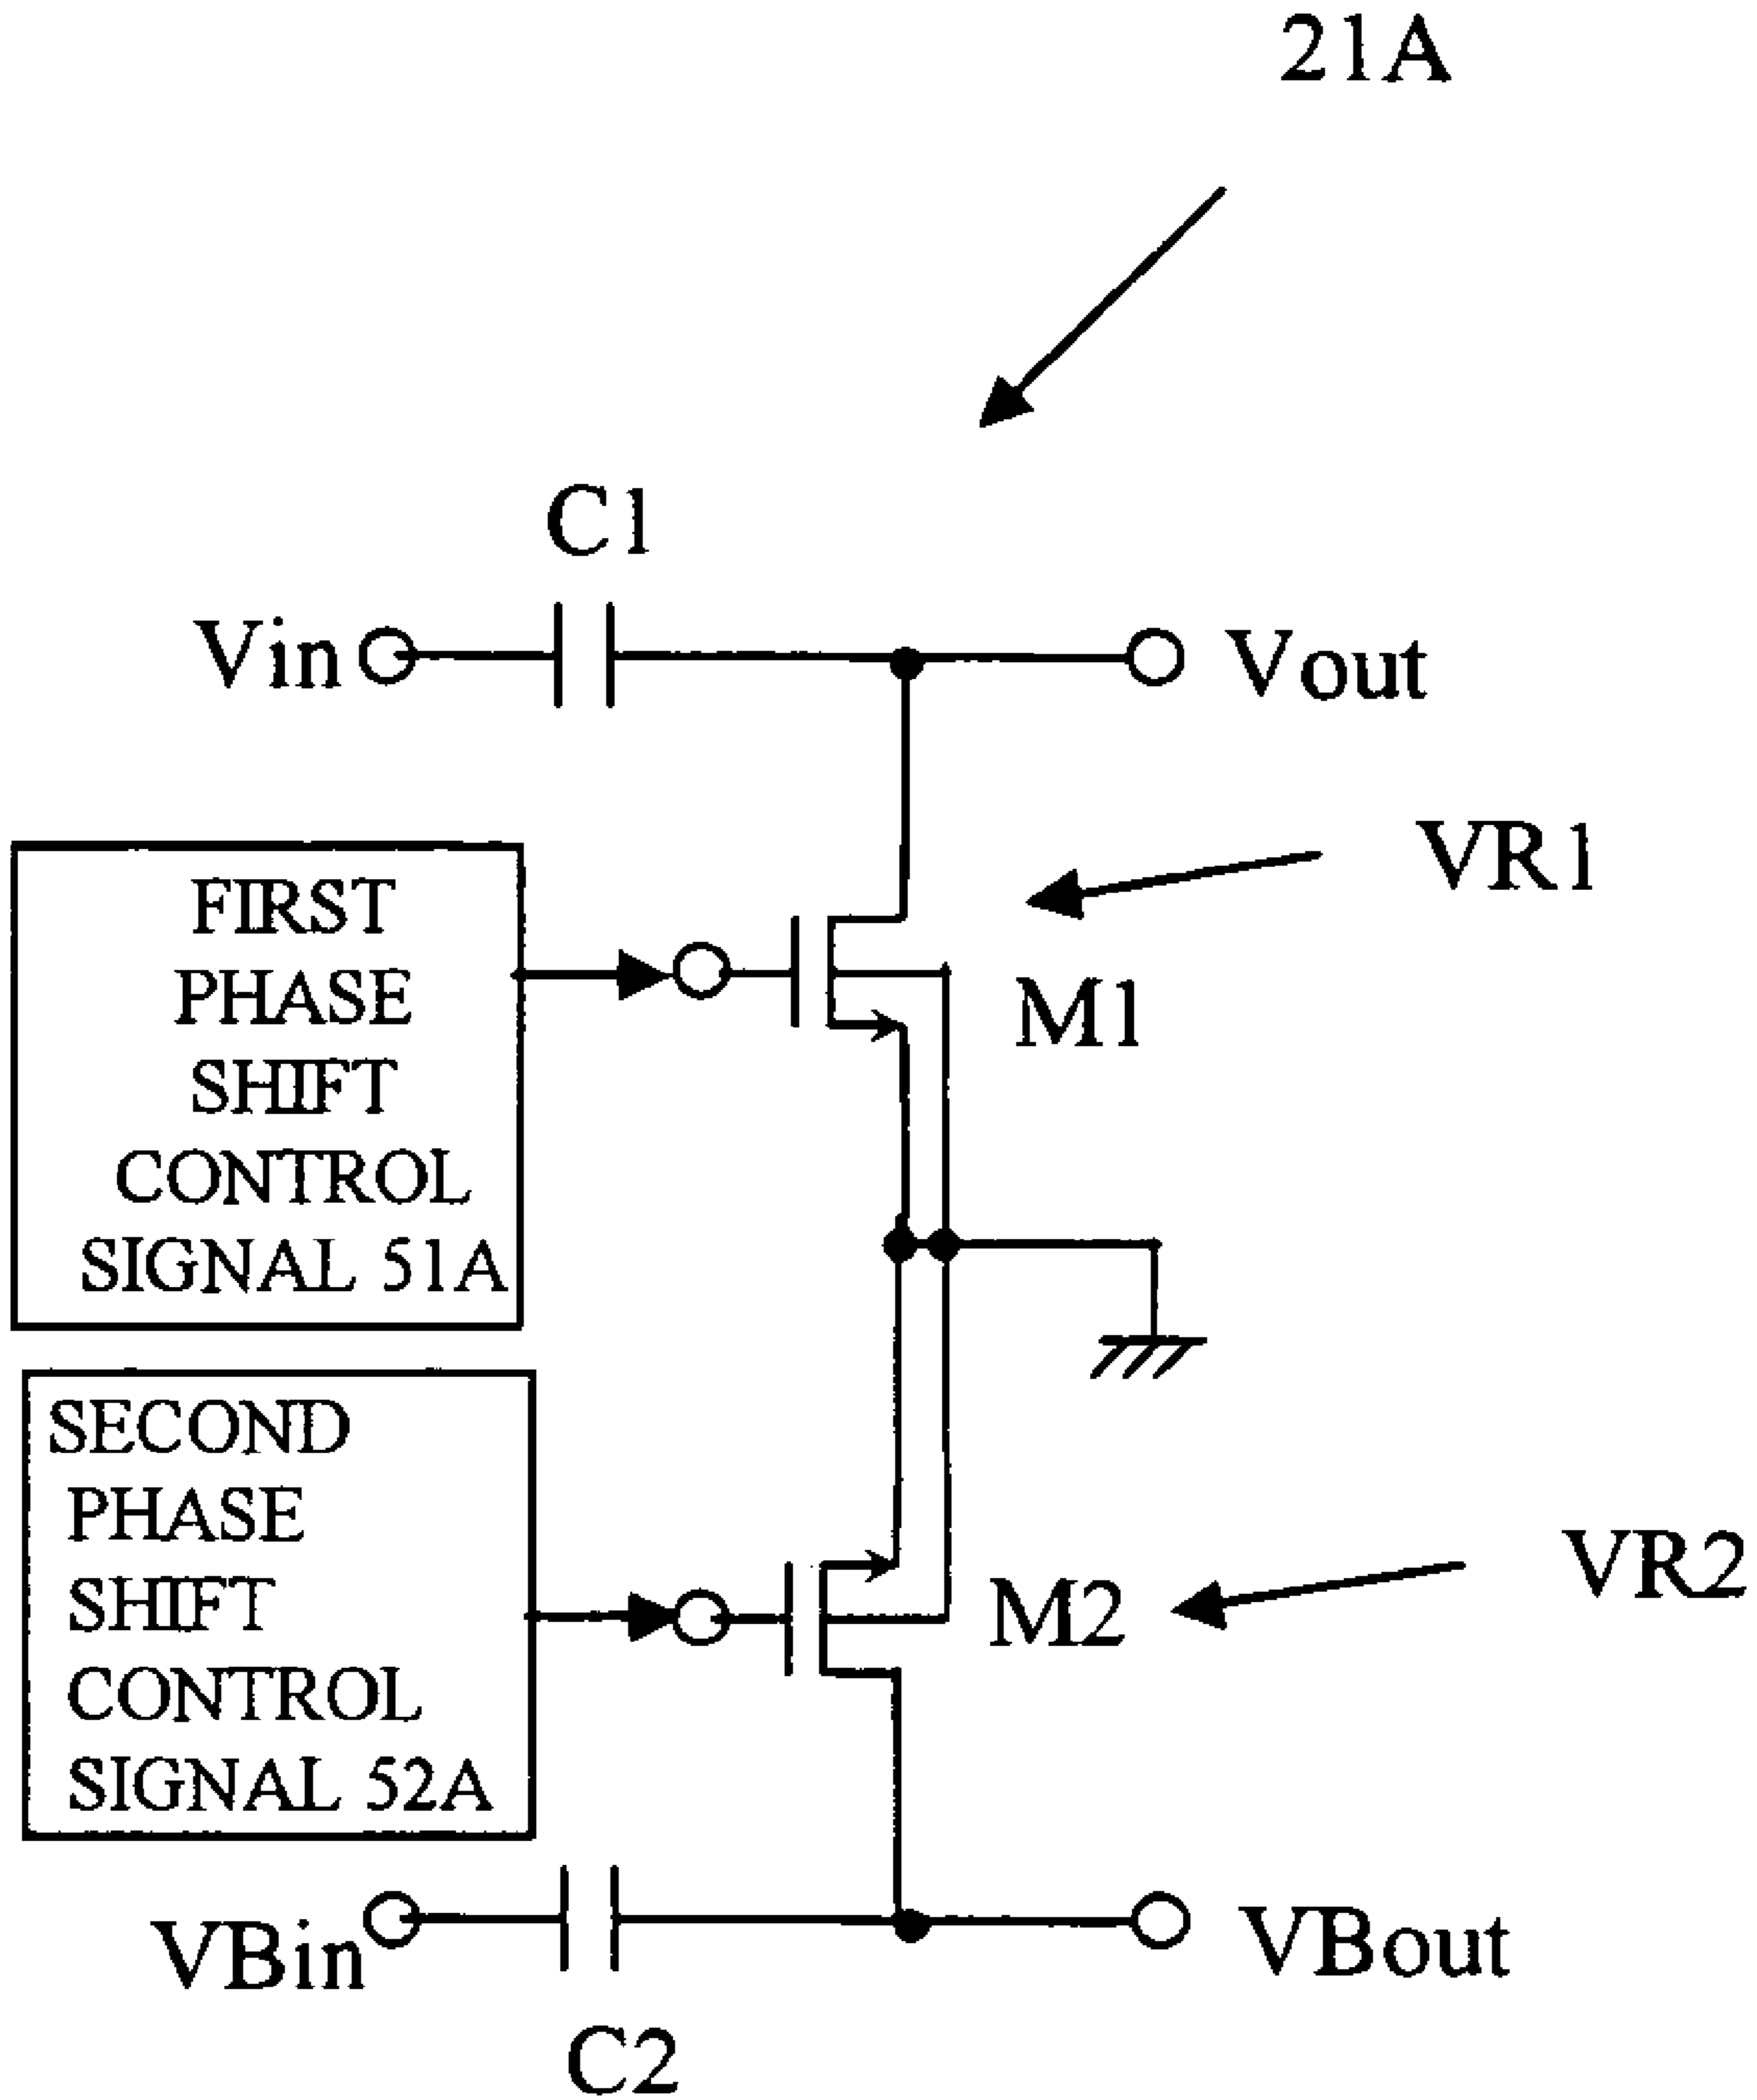 21A
C1
Vin
Vout
VR1
FIRST
PHASE
SHIFT
CONTROL
SIGNAL 51A
M1
SECOND
PHASE
SHIFT
CONTROL
SIGNAL 52A
M2
VR2
VBin
VBout
C2